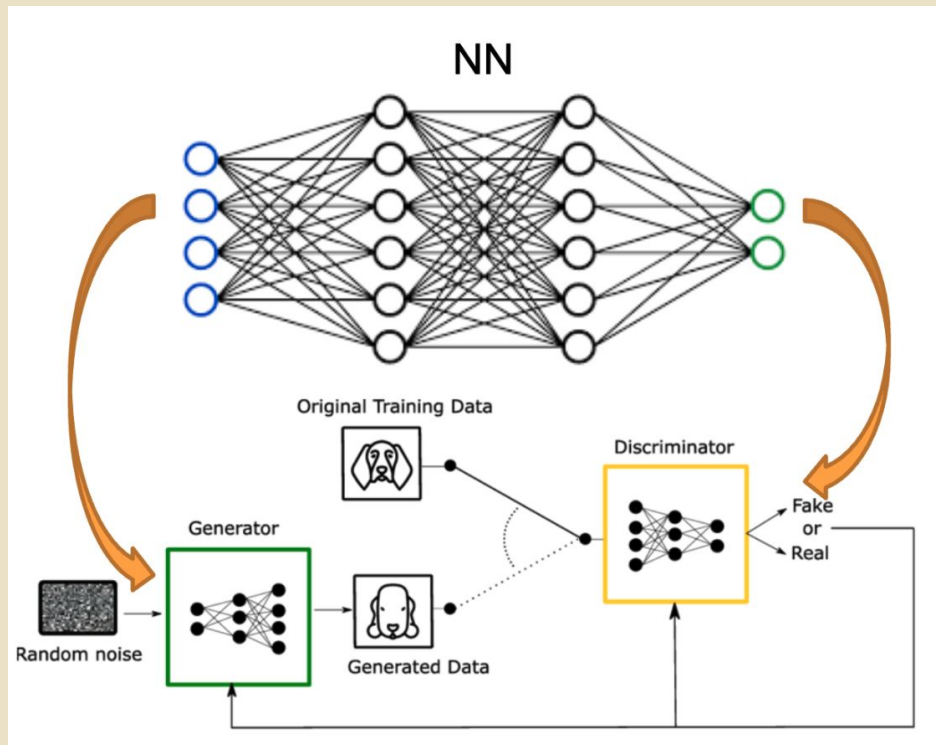 NN
Original Training Data
Discriminator
Fake
or
Real
Generator
Random noise
Generated Data